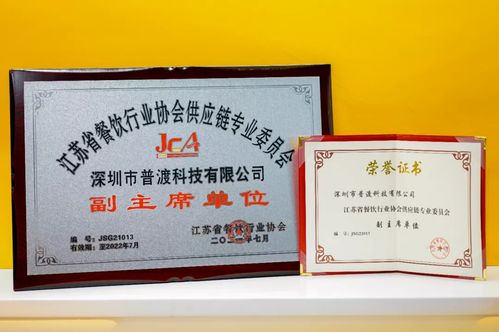 江苏省餐饮行业协会供应链专业委员会
JCA
深圳市普渡科技有限公司
副主席单位
编 号：JSG21013
有效期：至2022年7月
江苏省餐饮行业协会
二〇二一年七月
荣誉证书
深圳市普渡科技有限公司
江苏省餐饮行业协会供应链专业委员会
副主席单位
编 号：JSG21013